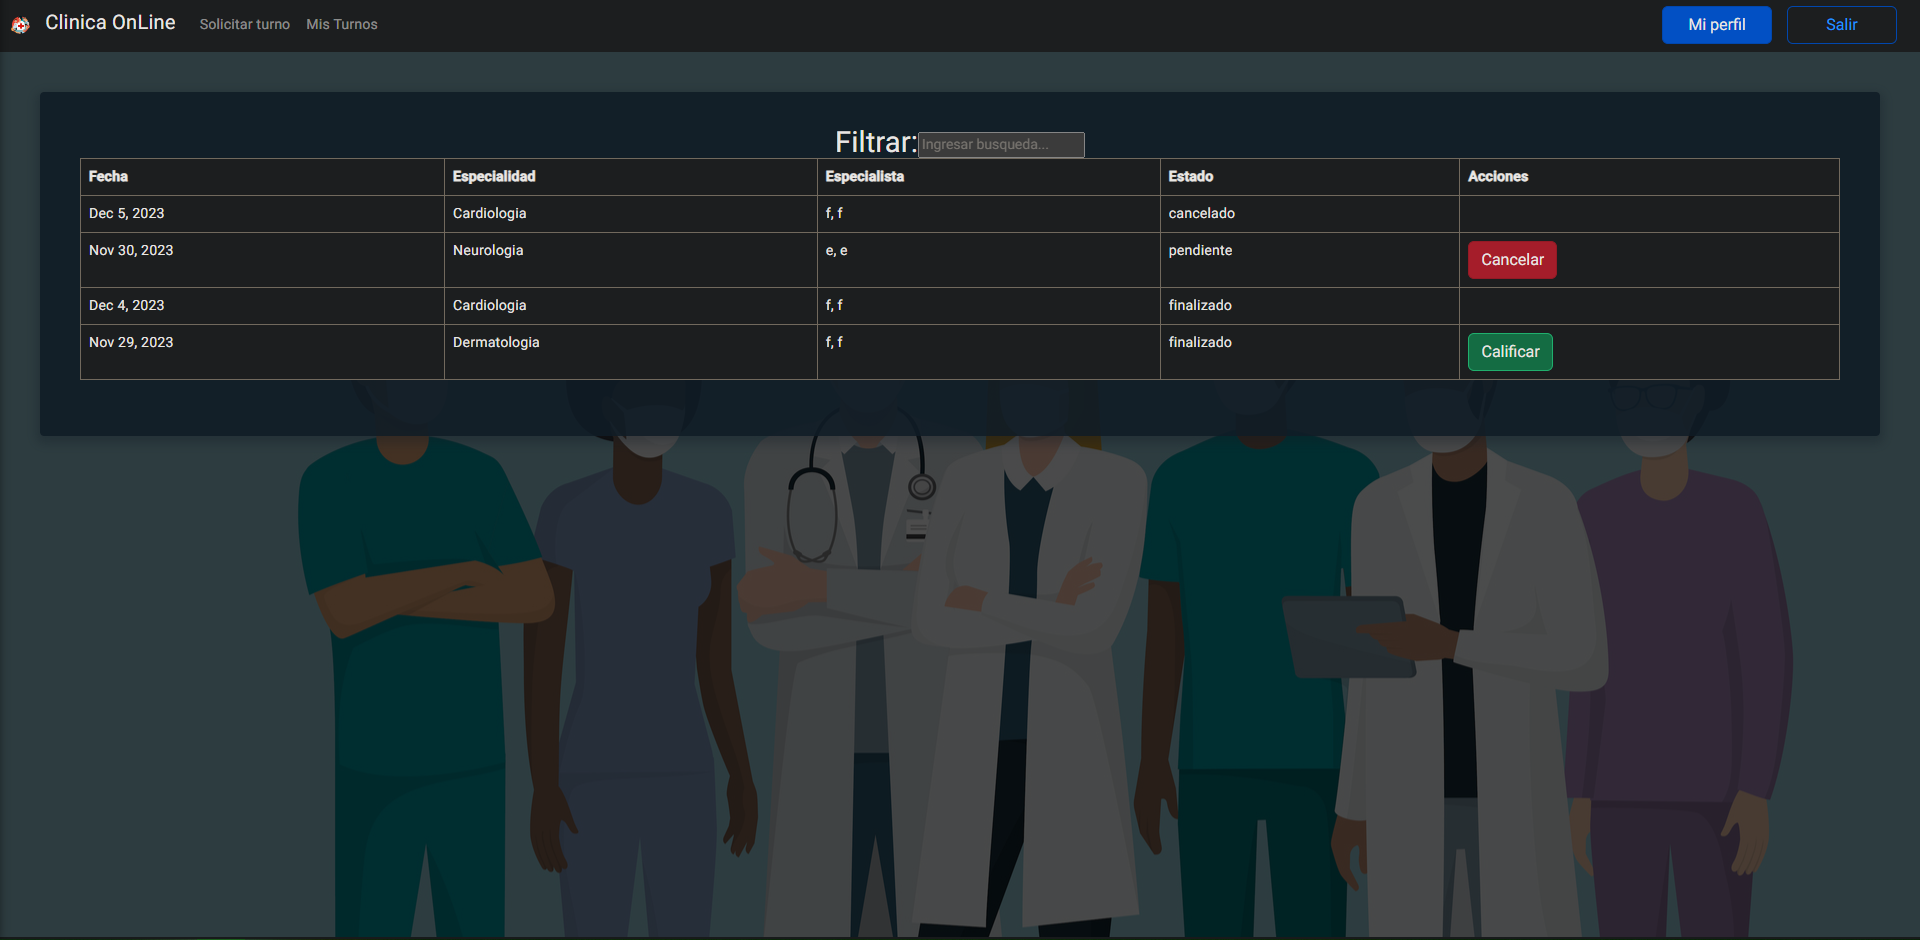 Clinica OnLine Solicitar turno Mis Turnos Mi perfil Salir
Filtrar: Ingresar busqueda...
Fecha Especialidad Especialista Estado Acciones
Dec 5, 2023 Cardiologia f, f cancelado
Nov 30, 2023 Neurologia e, e pendiente Cancelar
Dec 4, 2023 Cardiologia f, f finalizado
Nov 29, 2023 Dermatologia f, f finalizado Calificar